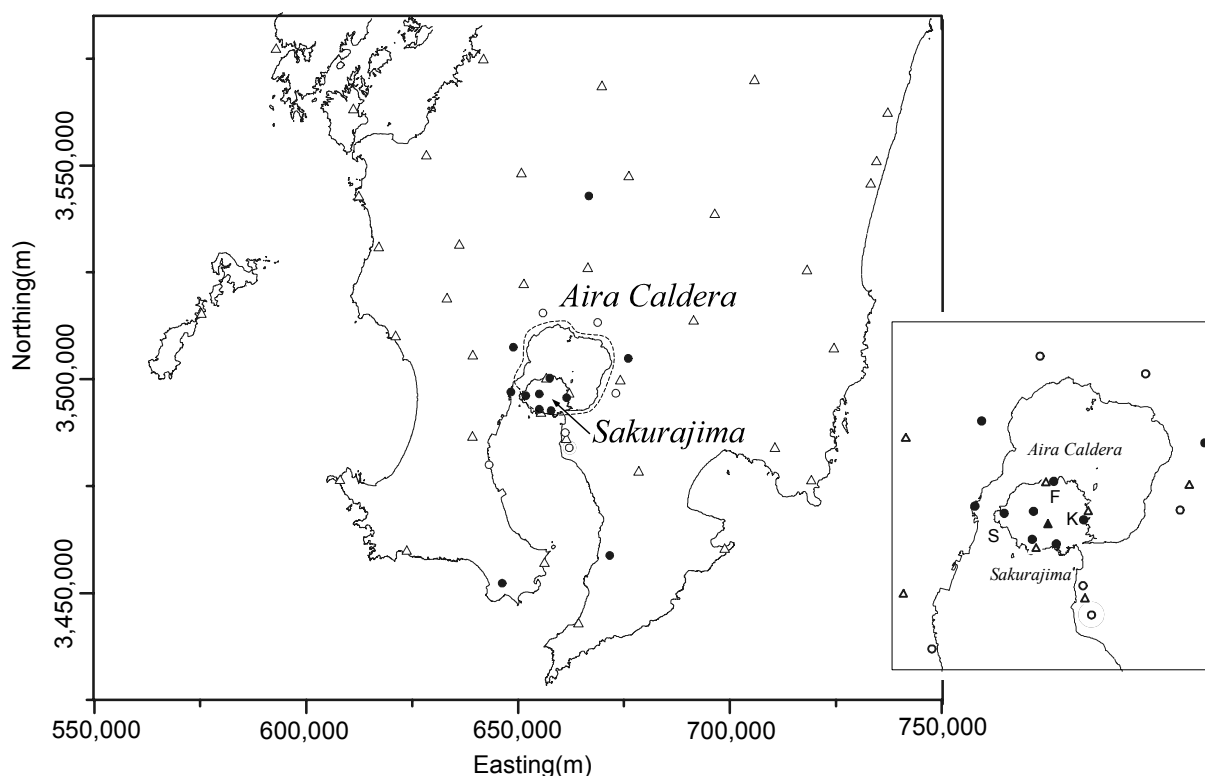 Northing(m)
3,550,000
3,500,000
3,450,000
Aira Caldera
Sakurajima
Aira Caldera
F
K
S
Sakurajima
550,000
600,000
650,000
700,000
750,000
Easting(m)